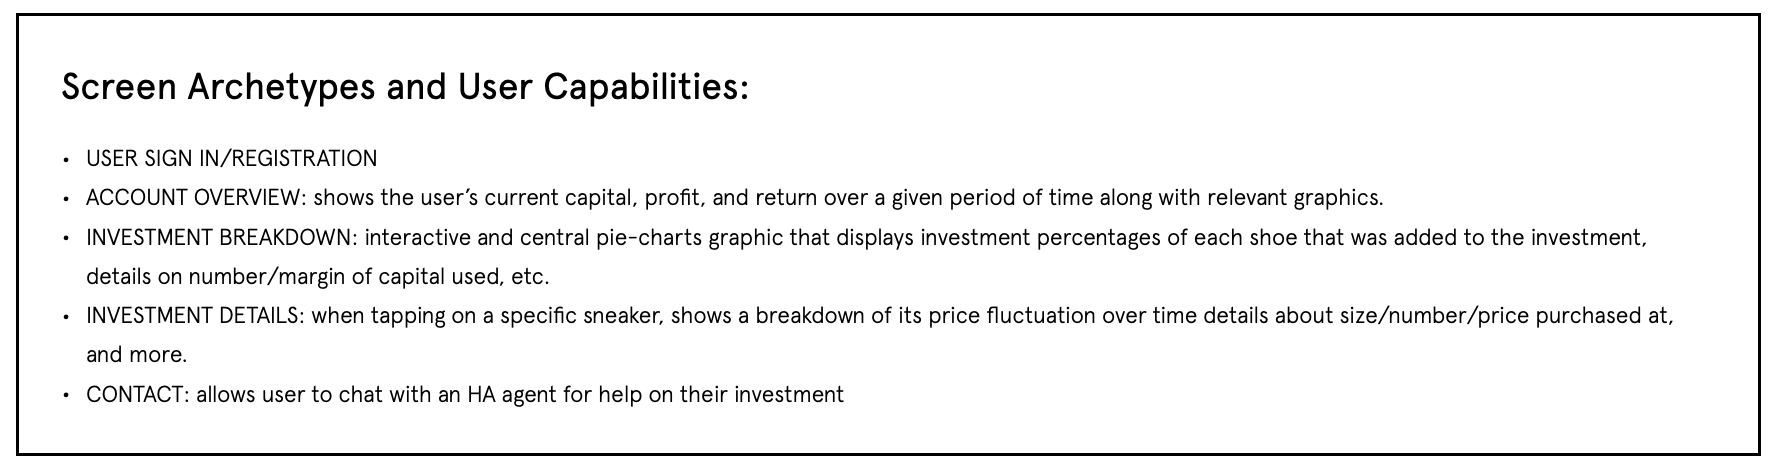 Screen Archetypes and User Capabilities:
• USER SIGN IN/REGISTRATION
• ACCOUNT OVERVIEW: shows the user’s current capital, profit, and return over a given period of time along with relevant graphics.
• INVESTMENT BREAKDOWN: interactive and central pie-charts graphic that displays investment percentages of each shoe that was added to the investment,
details on number/margin of capital used, etc.
• INVESTMENT DETAILS: when tapping on a specific sneaker, shows a breakdown of its price fluctuation over time details about size/number/price purchased at,
and more.
• CONTACT: allows user to chat with an HA agent for help on their investment